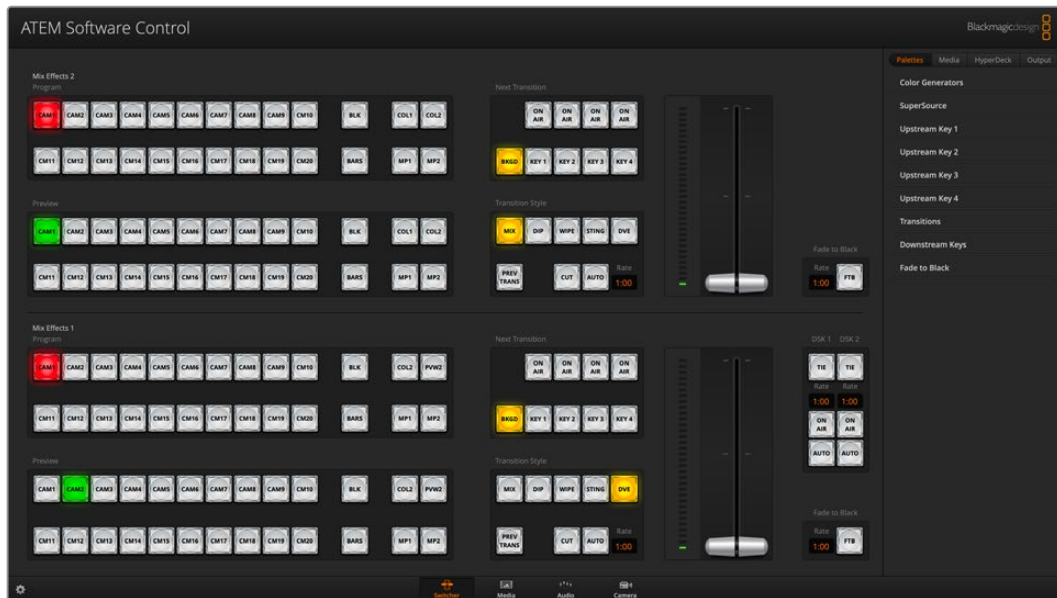 ATEM Software Control
Blackmagicdesign
Palettes Media HyperDeck Output
Color Generators
SuperSource
Upstream Key 1
Upstream Key 2
Upstream Key 3
Upstream Key 4
Transitions
Downstream Keys
Fade to Black
Mix Effects 2
Program
CAM1 CAM2 CAM3 CAM4 CAM5 CAM6 CAM7 CAM8 CAM9 CM10 BLK COL1 COL2
CM11 CM12 CM13 CM14 CM15 CM16 CM17 CM18 CM19 CM20 BARS MP1 MP2
Next Transition
ON AIR ON AIR ON AIR ON AIR
BKGD KEY 1 KEY 2 KEY 3 KEY 4
Preview
CAM1 CAM2 CAM3 CAM4 CAM5 CAM6 CAM7 CAM8 CAM9 CM10 BLK COL1 COL2
CM11 CM12 CM13 CM14 CM15 CM16 CM17 CM18 CM19 CM20 BARS MP1 MP2
Transition Style
MIX DIP WIPE STING DVE
Rate
PREV TRANS CUT AUTO 1:00
Fade to Black
Rate
1:00 FTB
Mix Effects 1
Program
CAM1 CAM2 CAM3 CAM4 CAM5 CAM6 CAM7 CAM8 CAM9 CM10 BLK COL2 PVW2
CM11 CM12 CM13 CM14 CM15 CM16 CM17 CM18 CM19 CM20 BARS MP1 MP2
Next Transition
ON AIR ON AIR ON AIR ON AIR
BKGD KEY 1 KEY 2 KEY 3 KEY 4
DSK 1 DSK 2
TIE TIE
Rate Rate
1:00 1:00
ON AIR ON AIR
AUTO AUTO
Preview
CAM1 CAM2 CAM3 CAM4 CAM5 CAM6 CAM7 CAM8 CAM9 CM10 BLK COL2 PVW2
CM11 CM12 CM13 CM14 CM15 CM16 CM17 CM18 CM19 CM20 BARS MP1 MP2
Transition Style
MIX DIP WIPE STING DVE
Rate
PREV TRANS CUT AUTO 1:00
Fade to Black
Rate
1:00 FTB
Switcher Media Audio Camera